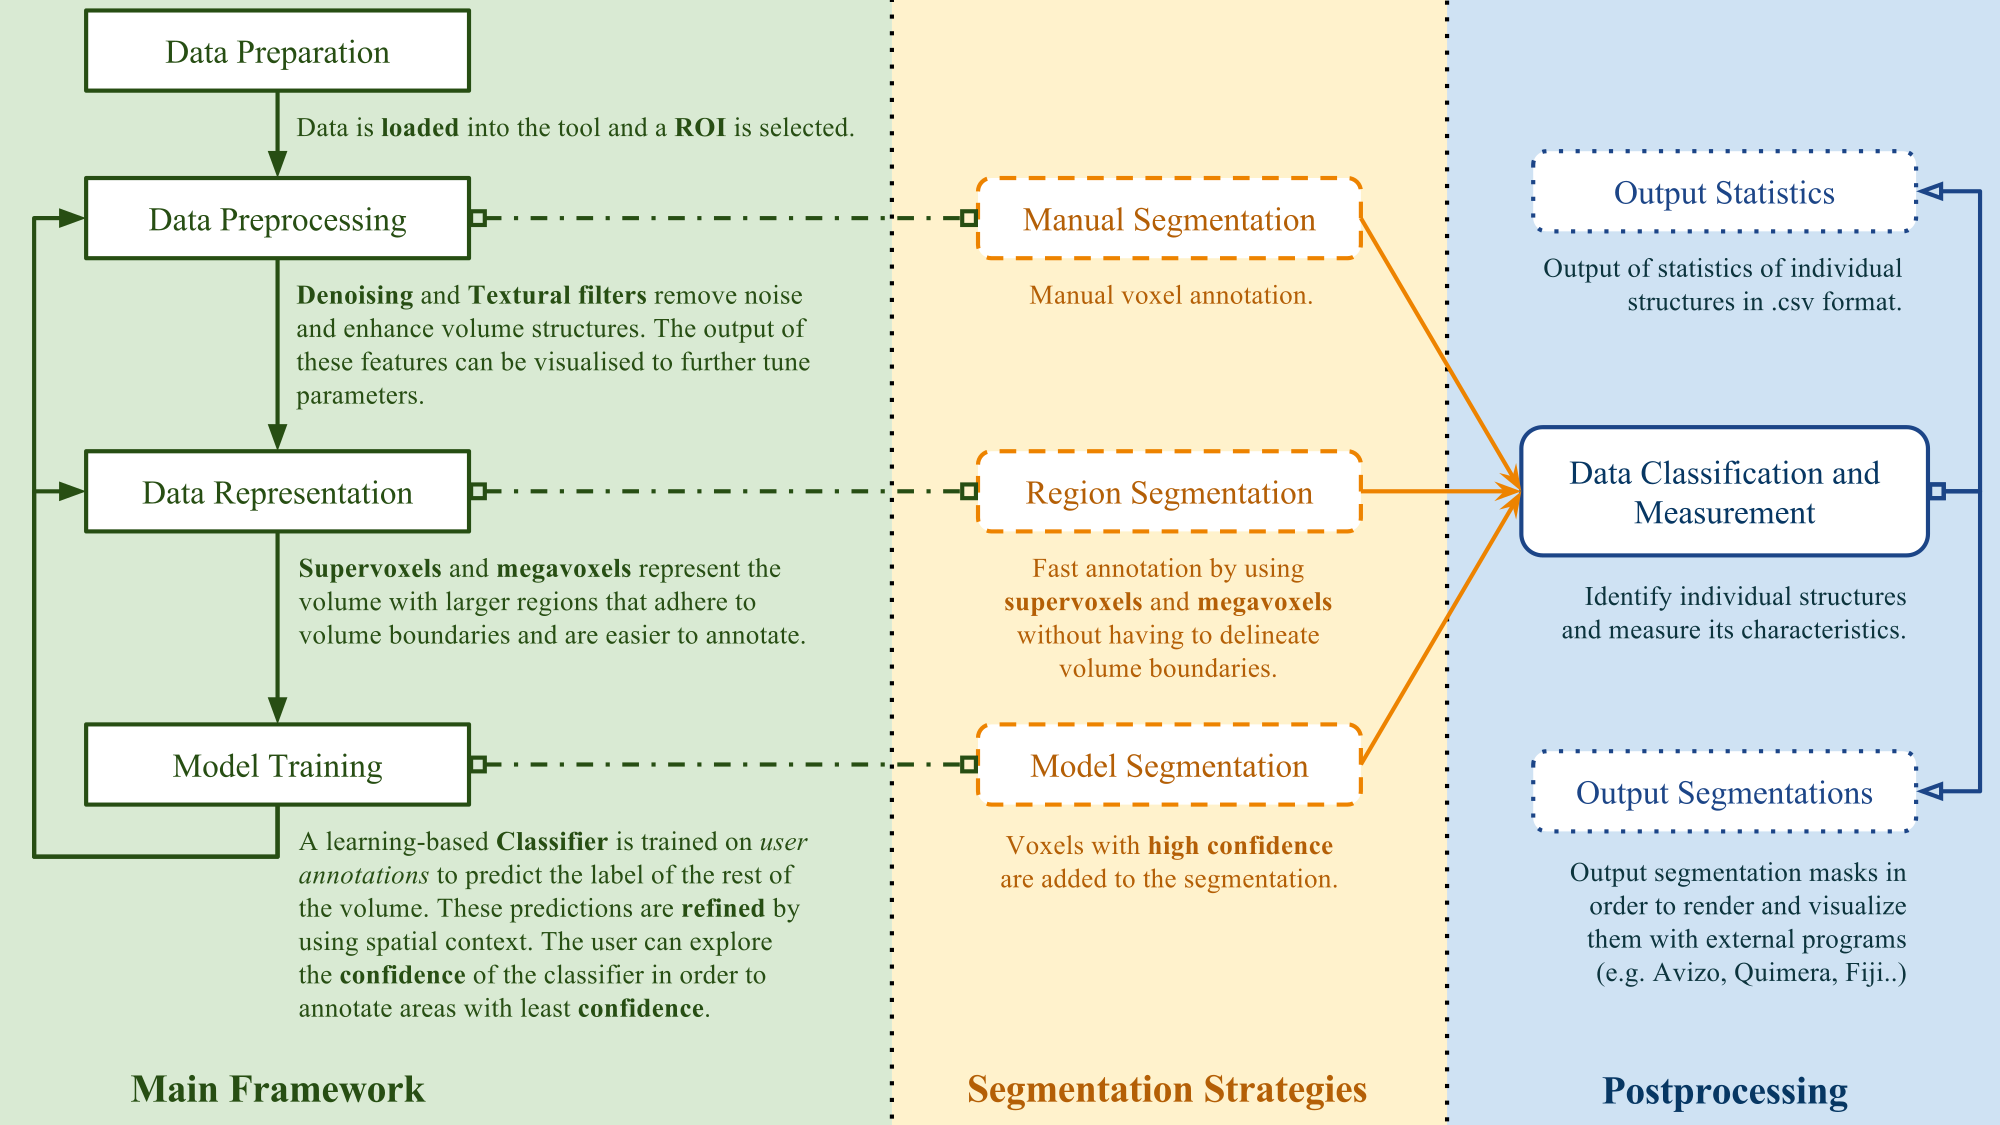 Data Preparation
Data is loaded into the tool and a ROI is selected.
Data Preprocessing
Denoising and Textural filters remove noise
and enhance volume structures. The output of
these features can be visualised to further tune
parameters.
Data Representation
Supervoxels and megavoxels represent the
volume with larger regions that adhere to
volume boundaries and are easier to annotate.
Model Training
A learning-based Classifier is trained on user
annotations to predict the label of the rest of
the volume. These predictions are refined by
using spatial context. The user can explore
the confidence of the classifier in order to
annotate areas with least confidence.
Main Framework
Manual Segmentation
Manual voxel annotation.
Region Segmentation
Fast annotation by using
supervoxels and megavoxels
without having to delineate
volume boundaries.
Model Segmentation
Voxels with high confidence
are added to the segmentation.
Segmentation Strategies
Output Statistics
Output of statistics of individual
structures in .csv format.
Data Classification and
Measurement
Identify individual structures
and measure its characteristics.
Output Segmentations
Output segmentation masks in
order to render and visualize
them with external programs
(e.g. Avizo, Quimera, Fiji..)
Postprocessing